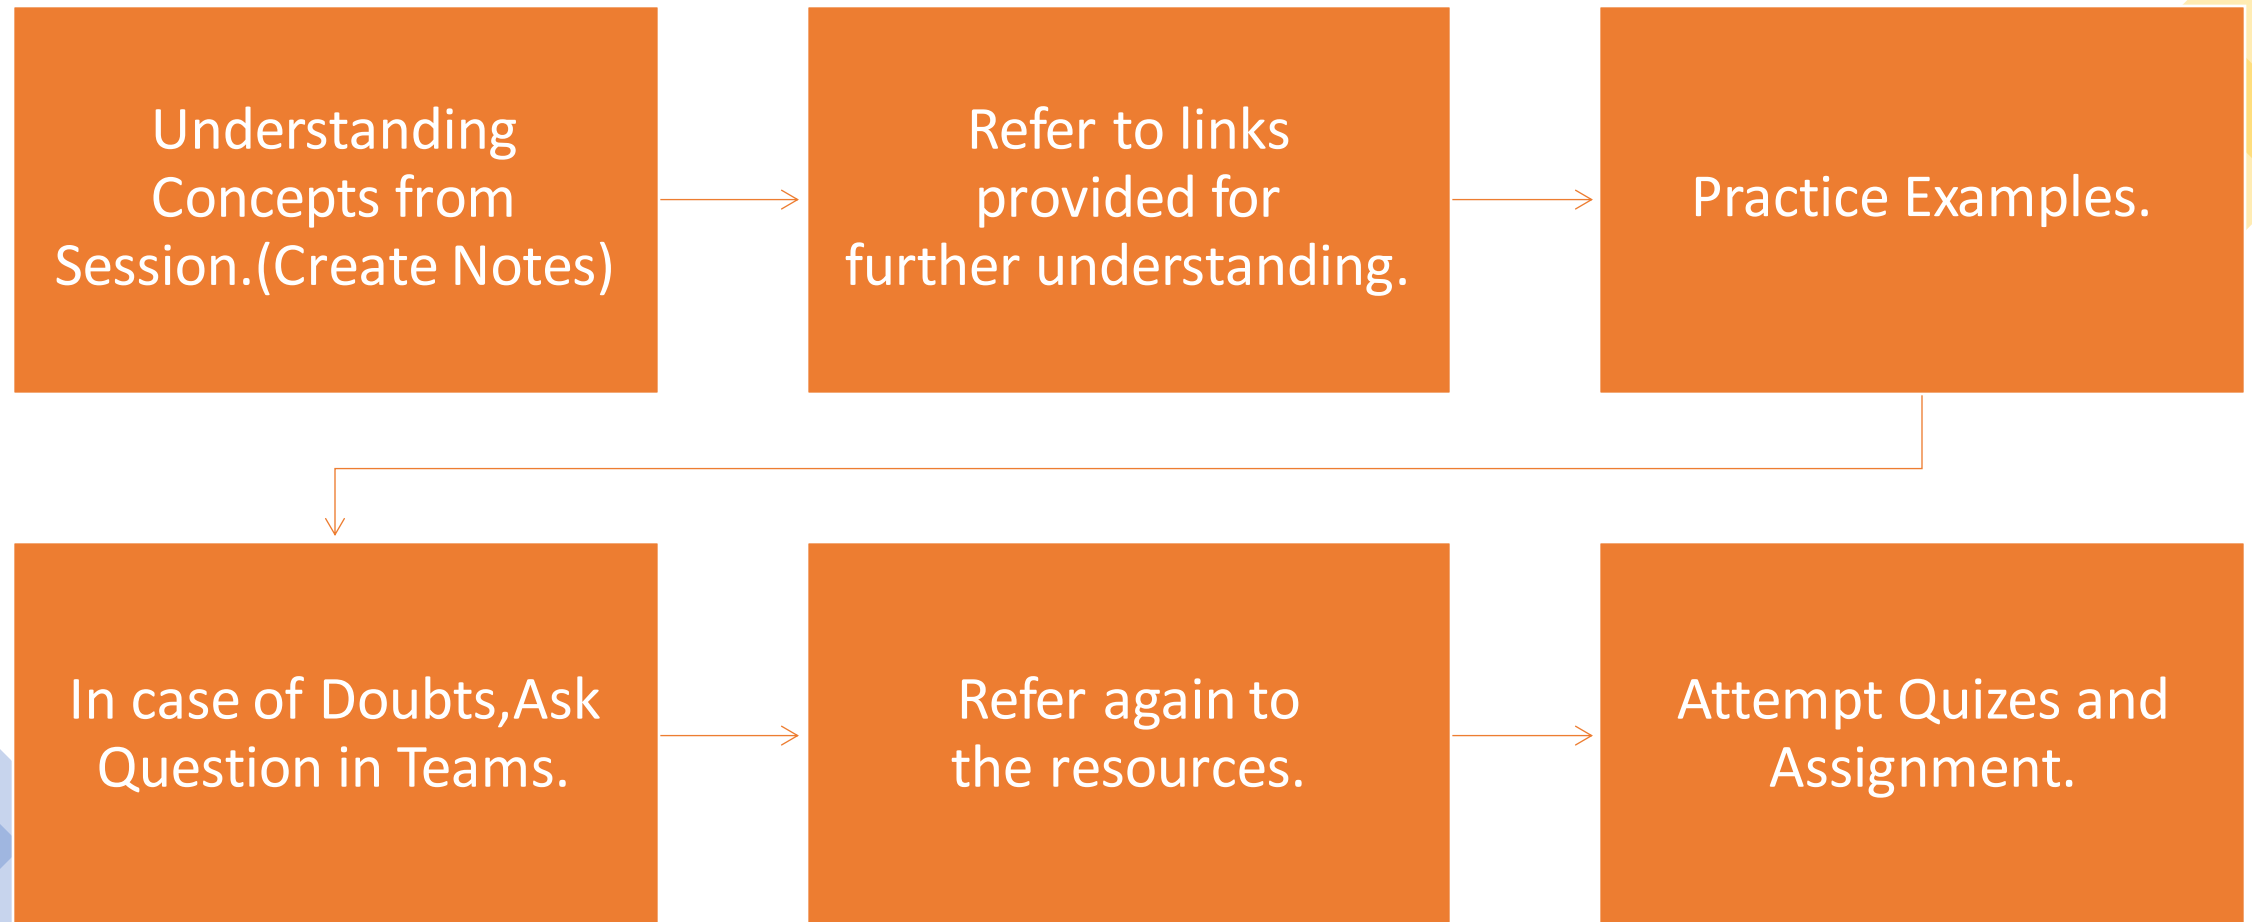 Understanding
Concepts from
Session.(Create Notes)
Refer to links
provided for
further understanding.
Practice Examples.
In case of Doubts,Ask
Question in Teams.
Refer again to
the resources.
Attempt Quizes and
Assignment.